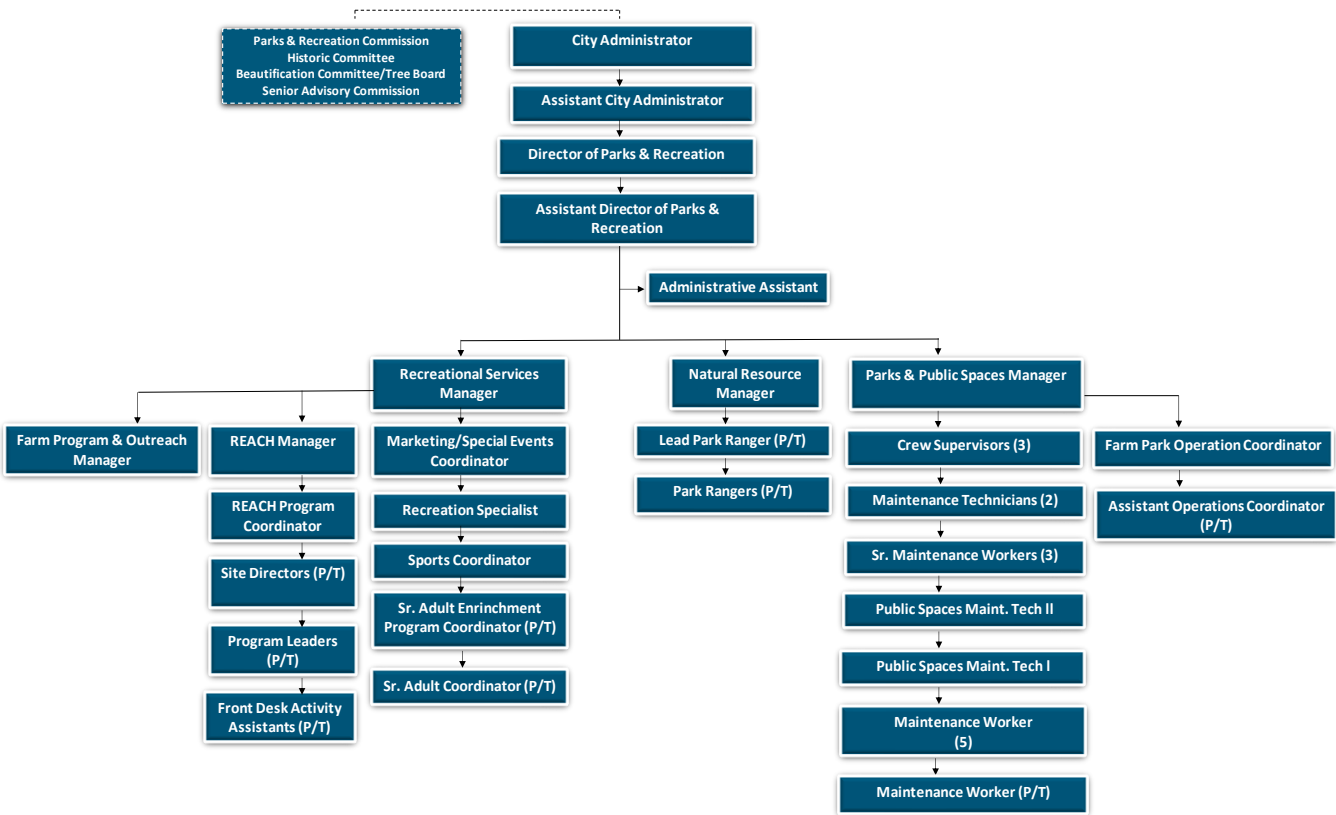 Parks & Recreation Commission
Historic Committee
Beautification Committee/Tree Board
Senior Advisory Commission
City Administrator
Assistant City Administrator
Director of Parks & Recreation
Assistant Director of Parks &
Recreation
Administrative Assistant
Recreational Services
Manager
Natural Resource
Manager
Parks & Public Spaces Manager
Farm Program & Outreach
Manager
REACH Manager
REACH Program
Coordinator
Site Directors (P/T)
Program Leaders
(P/T)
Front Desk Activity
Assistants (P/T)
Marketing/Special Events
Coordinator
Recreation Specialist
Sports Coordinator
Sr. Adult Enrinchment
Program Coordinator (P/T)
Sr. Adult Coordinator (P/T)
Lead Park Ranger (P/T)
Park Rangers (P/T)
Crew Supervisors (3)
Maintenance Technicians (2)
Sr. Maintenance Workers (3)
Public Spaces Maint. Tech ll
Public Spaces Maint. Tech l
Maintenance Worker
(5)
Maintenance Worker (P/T)
Farm Park Operation Coordinator
Assistant Operations Coordinator
(P/T)